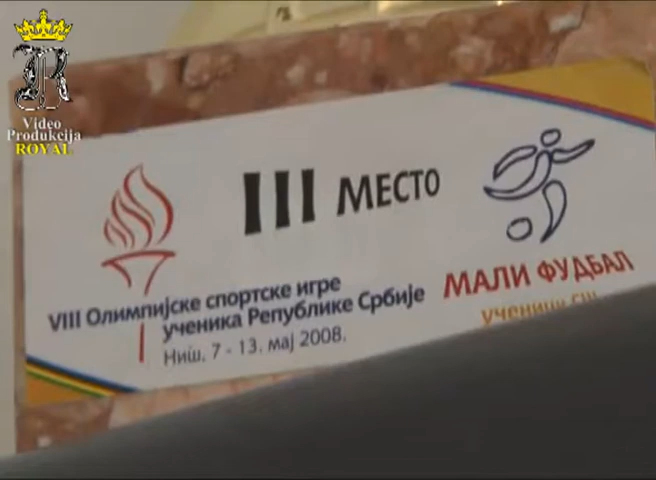 Video
Produkcija
ROYAL
III МЕСТО
VIII Олимпијске спортске игре
ученика Републике Србије
Ниш, 7 - 13. мај 2008.
МАЛИ ФУДБАЛ
ученици